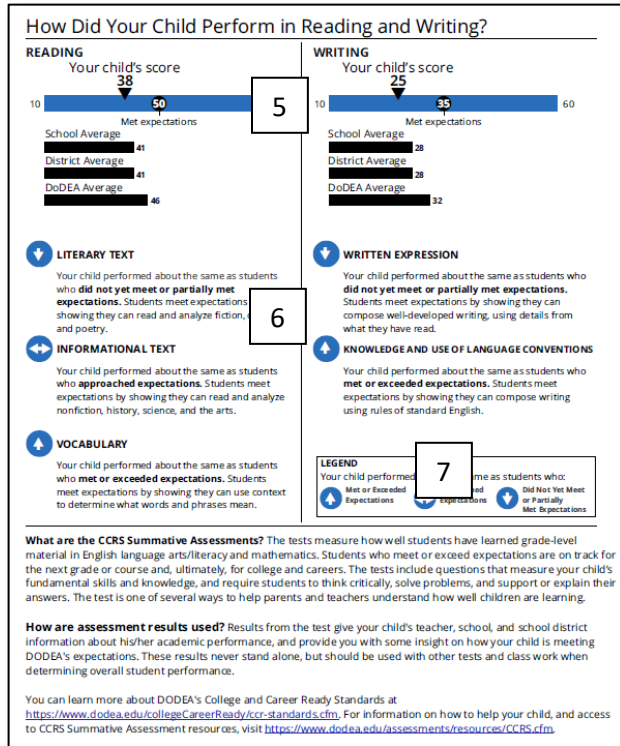 How Did Your Child Perform in Reading and Writing?
READING
Your child's score
38
10
50
5
Met expectations
School Average
41
District Average
41
DoDEA Average
46
LITERARY TEXT
Your child performed about the same as students
who did not yet meet or partially met
expectations. Students meet expectations
showing they can read and analyze fiction,
and poetry.
6
INFORMATIONAL TEXT
Your child performed about the same as students
who approached expectations. Students meet
expectations by showing they can read and analyze
nonfiction, history, science, and the arts.
VOCABULARY
Your child performed about the same as students
who met or exceeded expectations. Students
meet expectations by showing they can use context
to determine what words and phrases mean.
WRITING
Your child's score
25
10
35
60
Met expectations
School Average
28
District Average
28
DoDEA Average
32
WRITTEN EXPRESSION
Your child performed about the same as students who
did not yet meet or partially met expectations.
Students meet expectations by showing they can
compose well-developed writing, using details from
what they have read.
KNOWLEDGE AND USE OF LANGUAGE CONVENTIONS
Your child performed about the same as students who
met or exceeded expectations. Students meet
expectations by showing they can compose writing
using rules of standard English.
LEGEND
Your child performed me as students who:
7
Met or Exceeded
Expectations
Did Not Yet Meet
or Partially
Met Expectations
What are the CCRS Summative Assessments? The tests measure how well students have learned grade-level
material in English language arts/literacy and mathematics. Students who meet or exceed expectations are on track for
the next grade or course and, ultimately, for college and careers. The tests include questions that measure your child's
fundamental skills and knowledge, and require students to think critically, solve problems, and support or explain their
answers. The test is one of several ways to help parents and teachers understand how well children are learning.
How are assessment results used? Results from the test give your child's teacher, school, and school district
information about his/her academic performance, and provide you with some insight on how your child is meeting
DODEA's expectations. These results never stand alone, but should be used with other tests and class work when
determining overall student performance.
You can learn more about DODEA's College and Career Ready Standards at
https://www.dodea.edu/collegeCareerReady/ccr-standards.cfm. For information on how to help your child, and access
to CCRS Summative Assessment resources, visit https://www.dodea.edu/assessments/resources/CCRS.cfm.